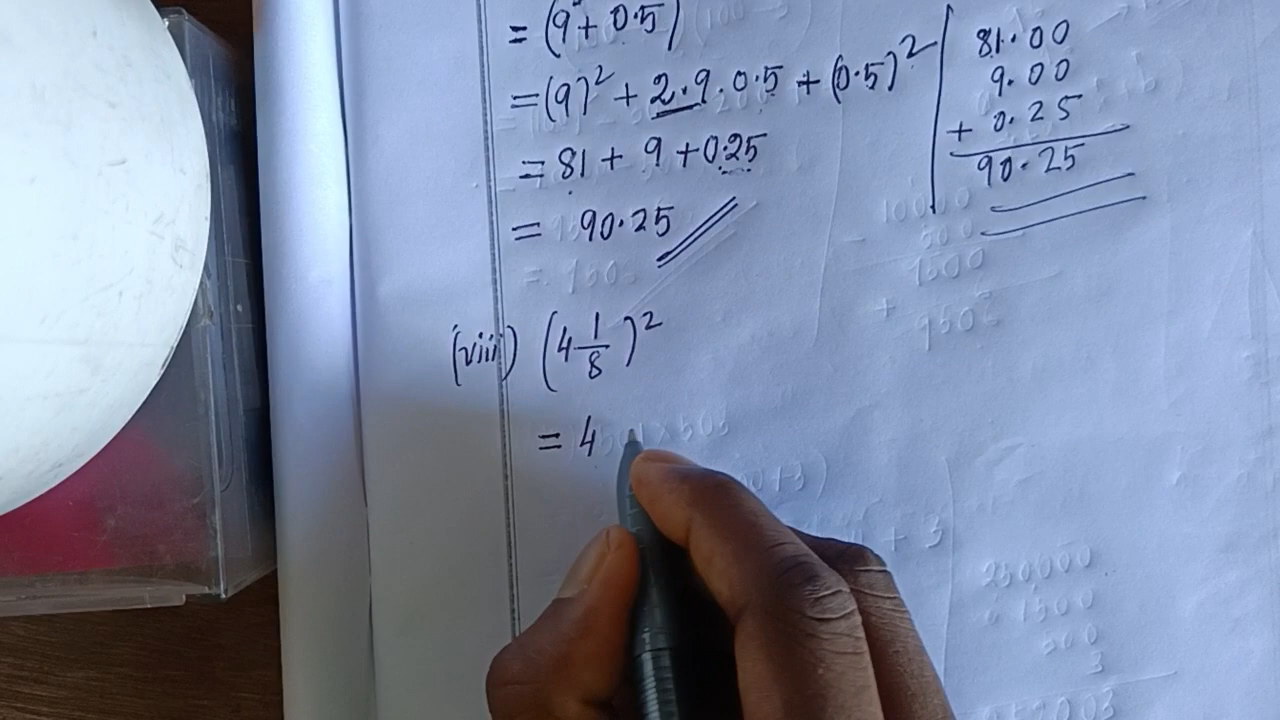 = (9 + 0.5)²
= (9)² + 2.9.0.5 + (0.5)²
= 81 + 9 + 0.25
= 90.25
81.00
9.00
+ 0.25
90.25
(viii) (4 1/8)²
= 4